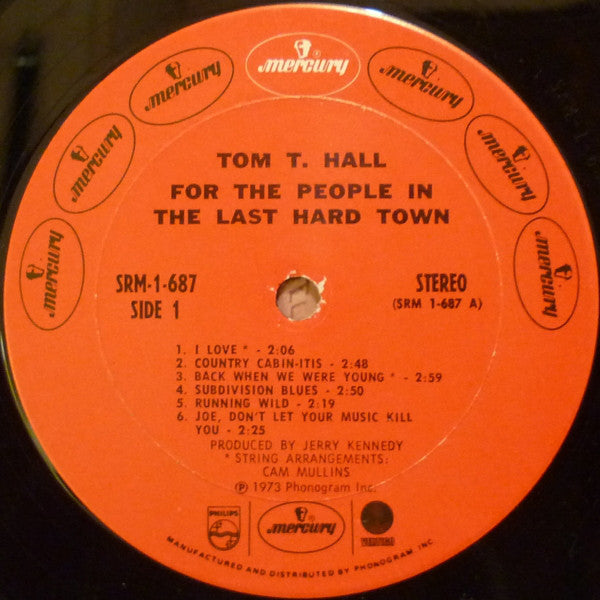 mercury
mercury
mercury
mercury
mercury
mercury
mercury
TOM T. HALL
FOR THE PEOPLE IN
THE LAST HARD TOWN
SRM-1-687
SIDE 1
STEREO
(SRM 1-687 A)
1. I LOVE * - 2:06
2. COUNTRY CABIN-ITIS - 2:48
3. BACK WHEN WE WERE YOUNG * - 2:59
4. SUBDIVISION BLUES - 2:50
5. RUNNING WILD - 2:19
6. JOE, DON'T LET YOUR MUSIC KILL
YOU - 2:25
PRODUCED BY JERRY KENNEDY
* STRING ARRANGEMENTS:
CAM MULLINS
℗ 1973 Phonogram Inc.
PHILIPS
mercury
VERTIGO
MANUFACTURED AND DISTRIBUTED BY PHONOGRAM, INC